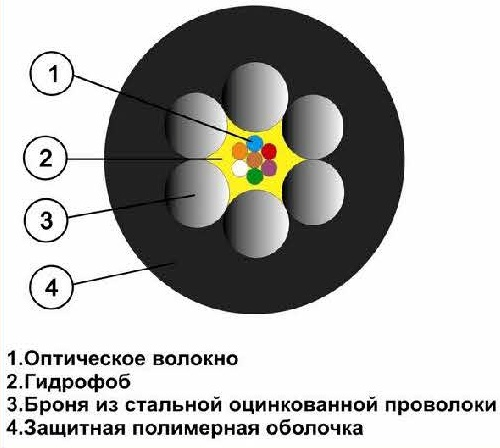 1
2
3
4
1.Оптическое волокно
2.Гидрофоб
3.Броня из стальной оцинкованной проволоки
4.Защитная полимерная оболочка